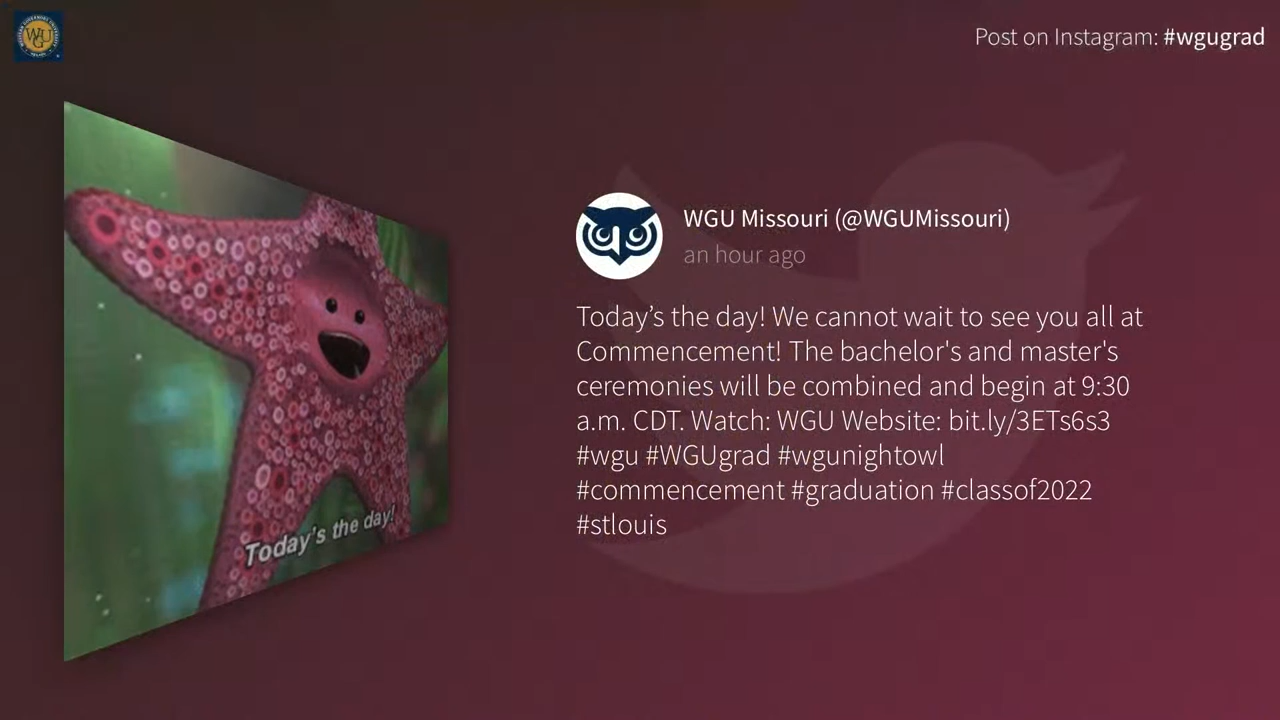 WGU
Post on Instagram: #wgugrad
WGU Missouri (@WGUMissouri)
an hour ago
Today’s the day! We cannot wait to see you all at
Commencement! The bachelor's and master's
ceremonies will be combined and begin at 9:30
a.m. CDT. Watch: WGU Website: bit.ly/3ETs6s3
#wgu #WGUgrad #wgunightowl
#commencement #graduation #classof2022
#stlouis
Today's the day!